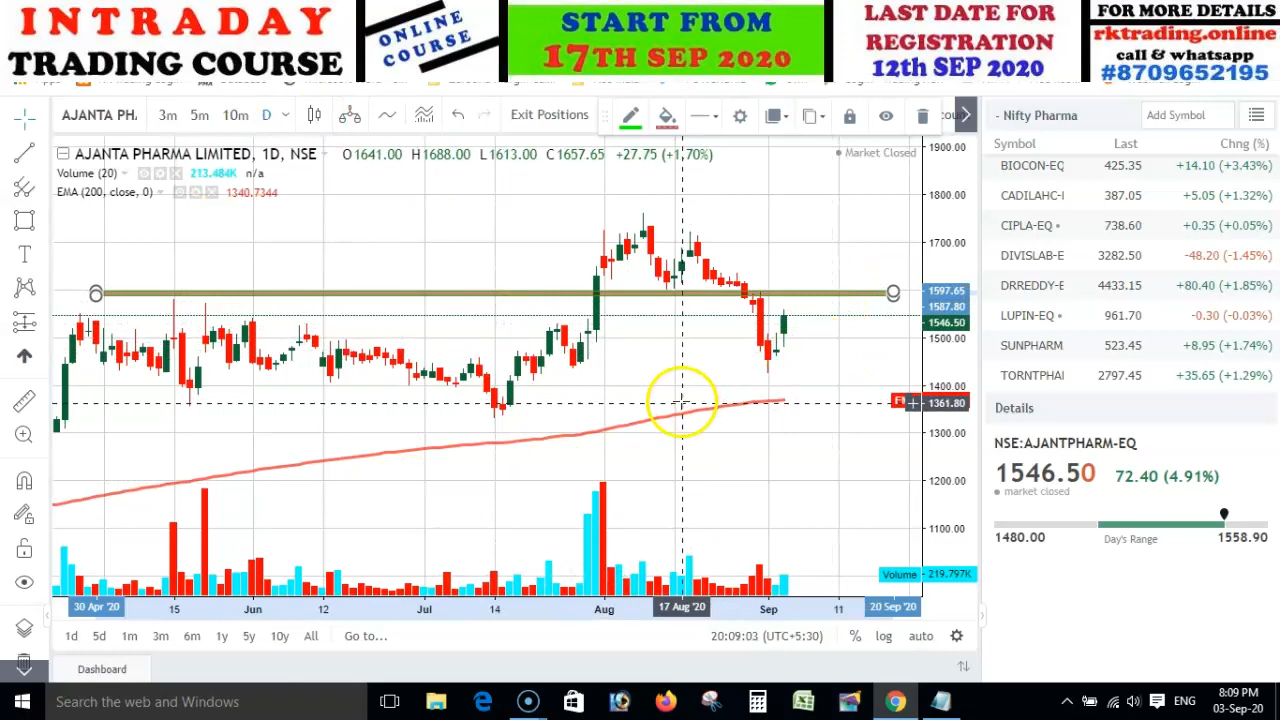 INTRADAY
TRADING COURSE
ONLINE
COURSE
START FROM
17TH SEP 2020
LAST DATE FOR
REGISTRATION
12th SEP 2020
FOR MORE DETAILS
rktrading.online
call & whatsapp
#8709652195
AJANTA PHA 3m 5m 10m D Exit Positions
- Nifty Pharma Add Symbol
Symbol Last Chng (%)
AJANTA PHARMA LIMITED, 1D, NSE O1641.00 H1688.00 L1613.00 C1657.65 +27.75 (+1.70%)
Market Closed
Volume (20) 213.484K n/a
EMA (200, close, 0) 1340.7344
1900.00
1800.00
1700.00
1597.65
1587.80
1546.50
1500.00
1400.00
1361.80
1300.00
1200.00
1100.00
Volume 219.797K
BIOCON-EQ 425.35 +14.10 (+3.43%)
CADILAHC-I 387.05 +5.05 (+1.32%)
CIPLA-EQ 738.60 +0.35 (+0.05%)
DIVISLAB-E 3282.50 -48.20 (-1.45%)
DRREDDY-E 4433.15 +80.40 (+1.85%)
LUPIN-EQ 961.70 -0.30 (-0.03%)
SUNPHARM 523.45 +8.95 (+1.74%)
TORNTPHAI 2797.45 +35.65 (+1.29%)
Details
NSE:AJANTPHARM-EQ
1546.50 72.40 (4.91%)
market closed
1480.00 Day's Range 1558.90
30 Apr '20 15 Jun 12 Jul 14 Aug 17 Aug '20 Sep 11 20 Sep '20
1d 5d 1m 3m 6m 1y 5y 10y All Go to... 20:09:03 (UTC+5:30) % log auto
Dashboard
Search the web and Windows
ENG
8:09 PM
03-Sep-20